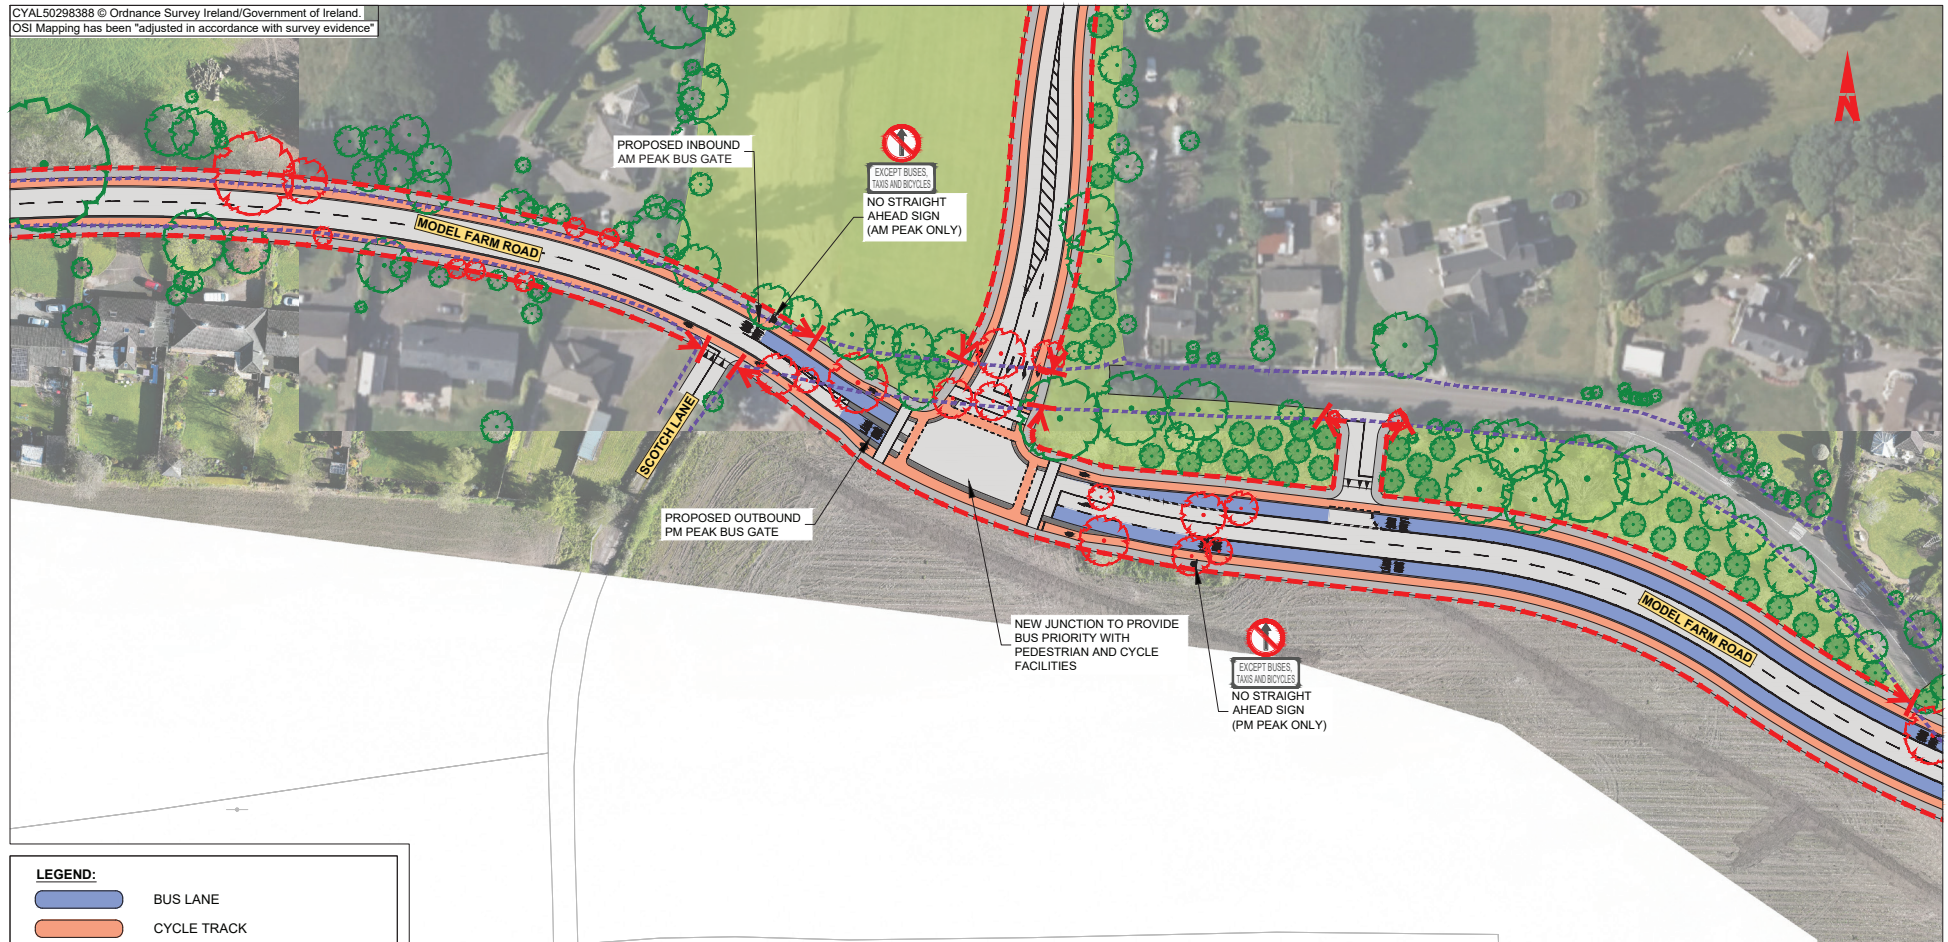 CYAL50298388 © Ordnance Survey Ireland/Government of Ireland.
OSI Mapping has been "adjusted in accordance with survey evidence"
PROPOSED INBOUND
AM PEAK BUS GATE
EXCEPT BUSES,
TAXIS AND BICYCLES
NO STRAIGHT
AHEAD SIGN
(AM PEAK ONLY)
N
MODEL FARM ROAD
SCOTCH LANE
PROPOSED OUTBOUND
PM PEAK BUS GATE
NEW JUNCTION TO PROVIDE
BUS PRIORITY WITH
PEDESTRIAN AND CYCLE
FACILITIES
EXCEPT BUSES,
TAXIS AND BICYCLES
NO STRAIGHT
AHEAD SIGN
(PM PEAK ONLY)
MODEL FARM ROAD
LEGEND:
BUS LANE
CYCLE TRACK